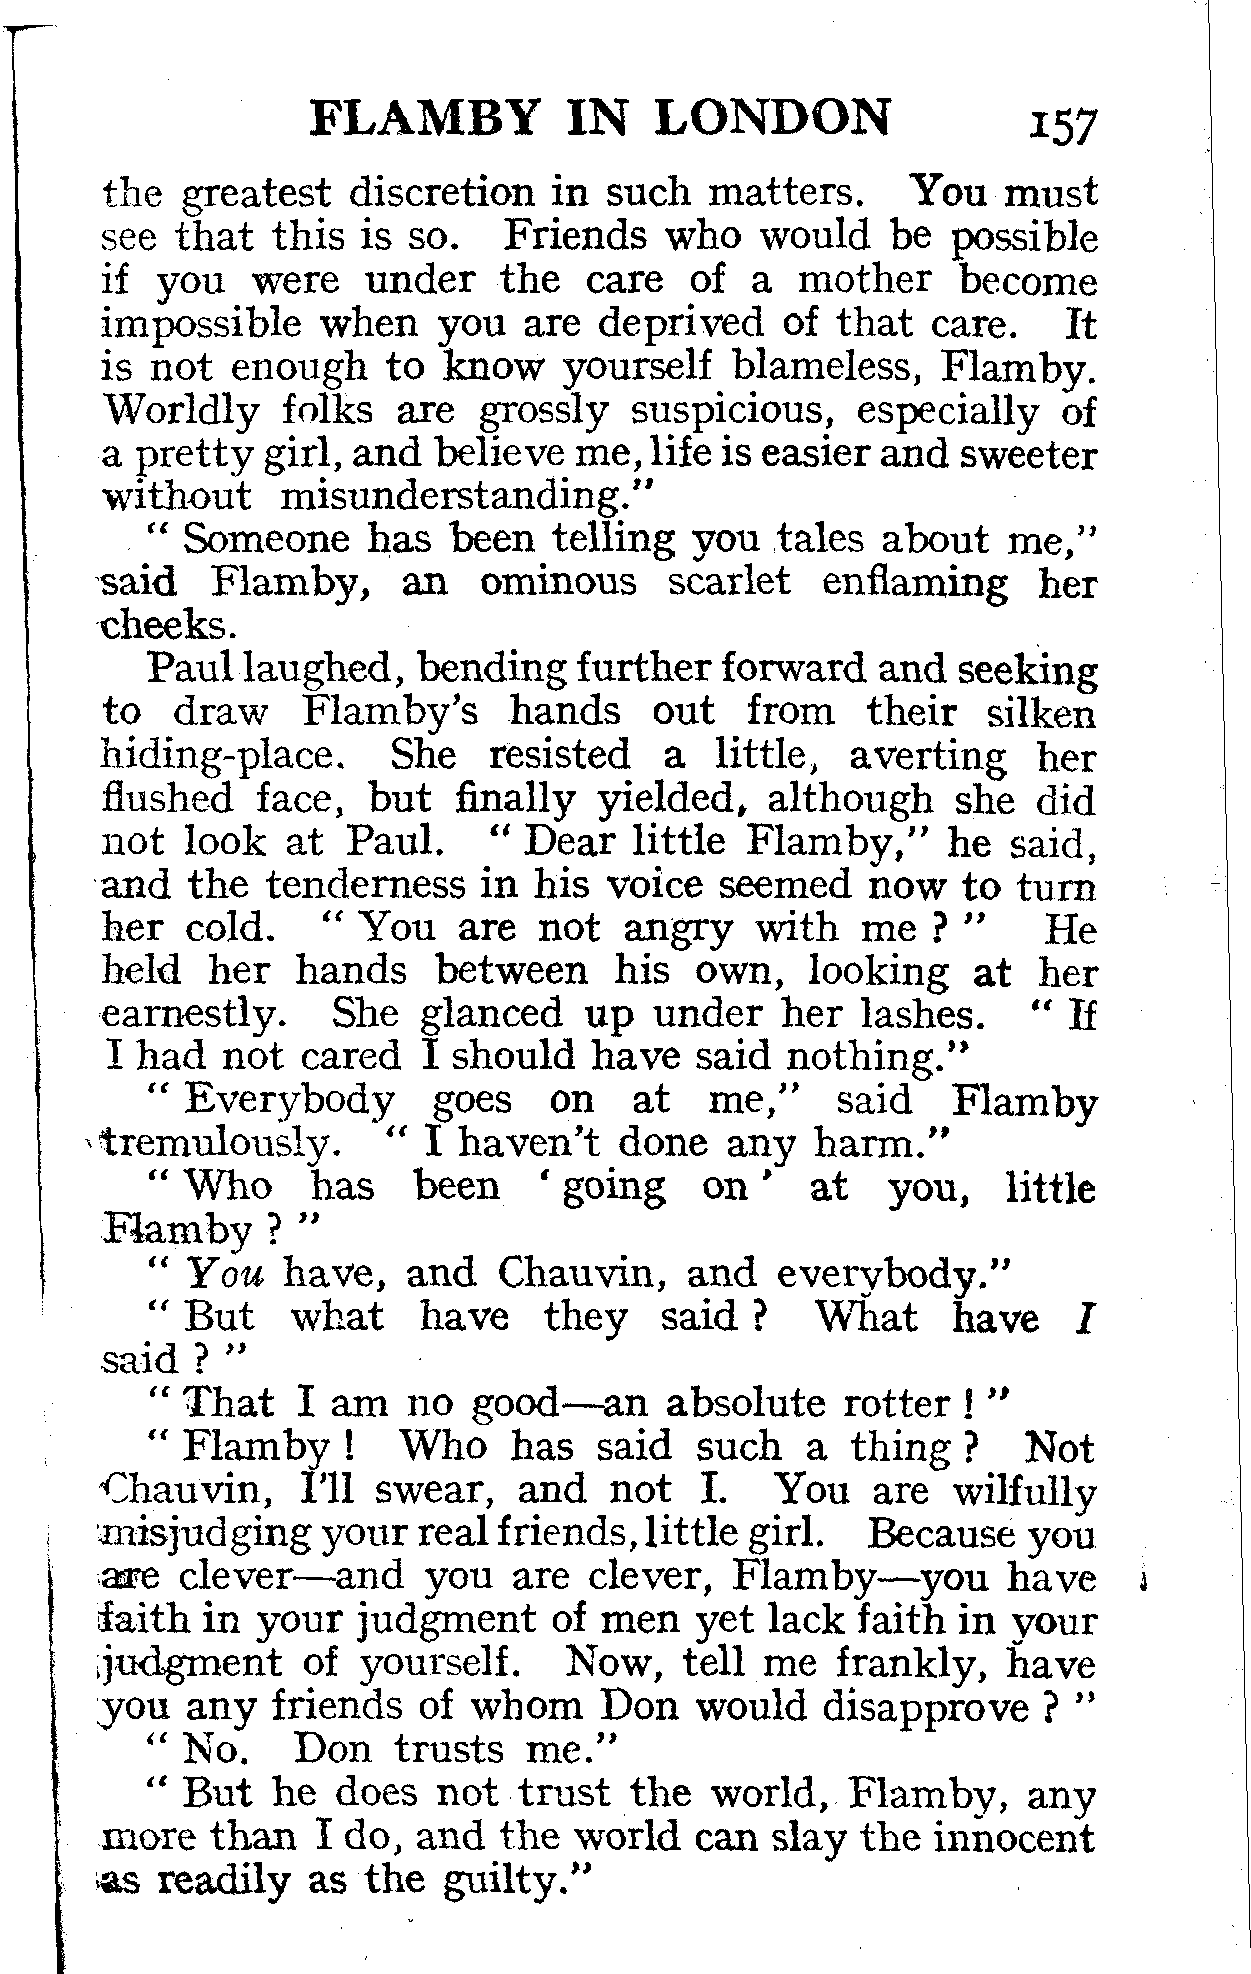 FLAMBY IN LONDON 157
the greatest discretion in such matters. You must
see that this is so. Friends who would be possible
if you were under the care of a mother become
impossible when you are deprived of that care. It
is not enough to know yourself blameless, Flamby.
Worldly folks are grossly suspicious, especially of
a pretty girl, and believe me, life is easier and sweeter
without misunderstanding."
" Someone has been telling you tales about me,"
said Flamby, an ominous scarlet enflaming her
cheeks.
Paul laughed, bending further forward and seeking
to draw Flamby's hands out from their silken
hiding-place. She resisted a little, averting her
flushed face, but finally yielded, although she did
not look at Paul. " Dear little Flamby," he said,
and the tenderness in his voice seemed now to turn
her cold. " You are not angry with me ? " He
held her hands between his own, looking at her
earnestly. She glanced up under her lashes. " If
I had not cared I should have said nothing."
" Everybody goes on at me," said Flamby
tremulously. " I haven't done any harm."
" Who has been ' going on ' at you, little
Flamby ? "
" You have, and Chauvin, and everybody."
" But what have they said ? What have I
said ? "
" That I am no good—an absolute rotter ! "
" Flamby ! Who has said such a thing ? Not
Chauvin, I'll swear, and not I. You are wilfully
misjudging your real friends, little girl. Because you
are clever—and you are clever, Flamby—you have
faith in your judgment of men yet lack faith in your
judgment of yourself. Now, tell me frankly, have
you any friends of whom Don would disapprove ? "
" No. Don trusts me."
" But he does not trust the world, Flamby, any
more than I do, and the world can slay the innocent
as readily as the guilty."